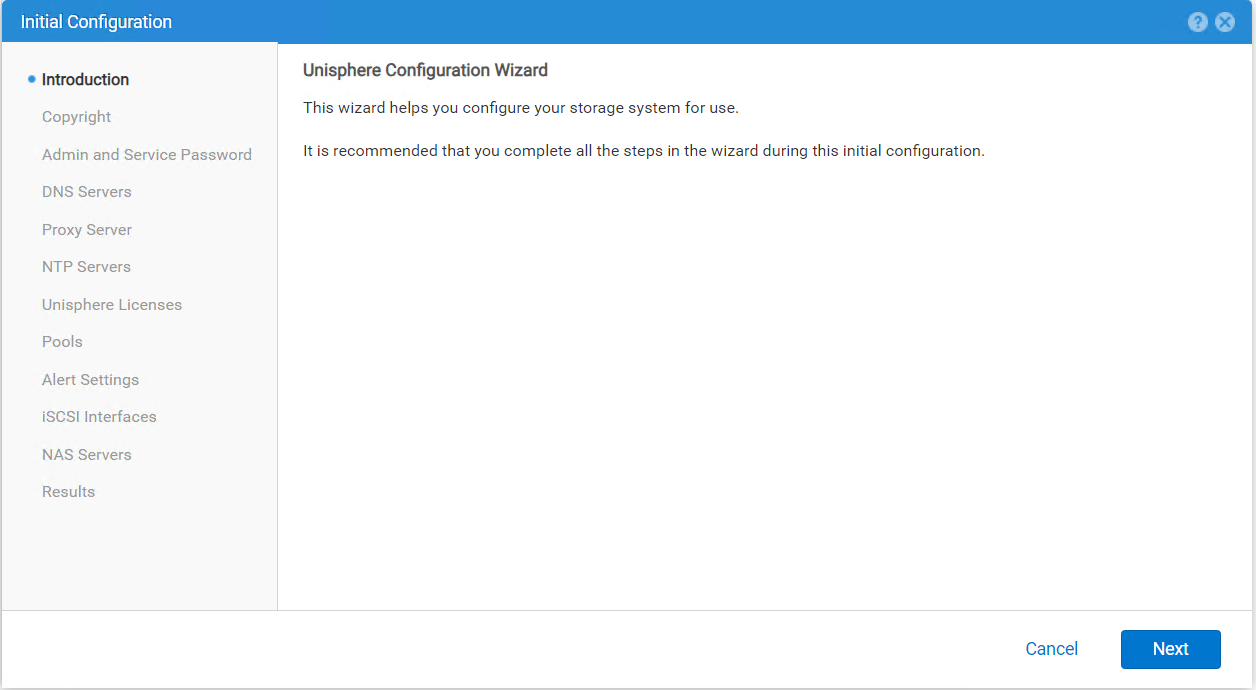 Initial Configuration
Introduction
Copyright
Admin and Service Password
DNS Servers
Proxy Server
NTP Servers
Unisphere Licenses
Pools
Alert Settings
iSCSI Interfaces
NAS Servers
Results
Unisphere Configuration Wizard
This wizard helps you configure your storage system for use.
It is recommended that you complete all the steps in the wizard during this initial configuration.
Cancel
Next